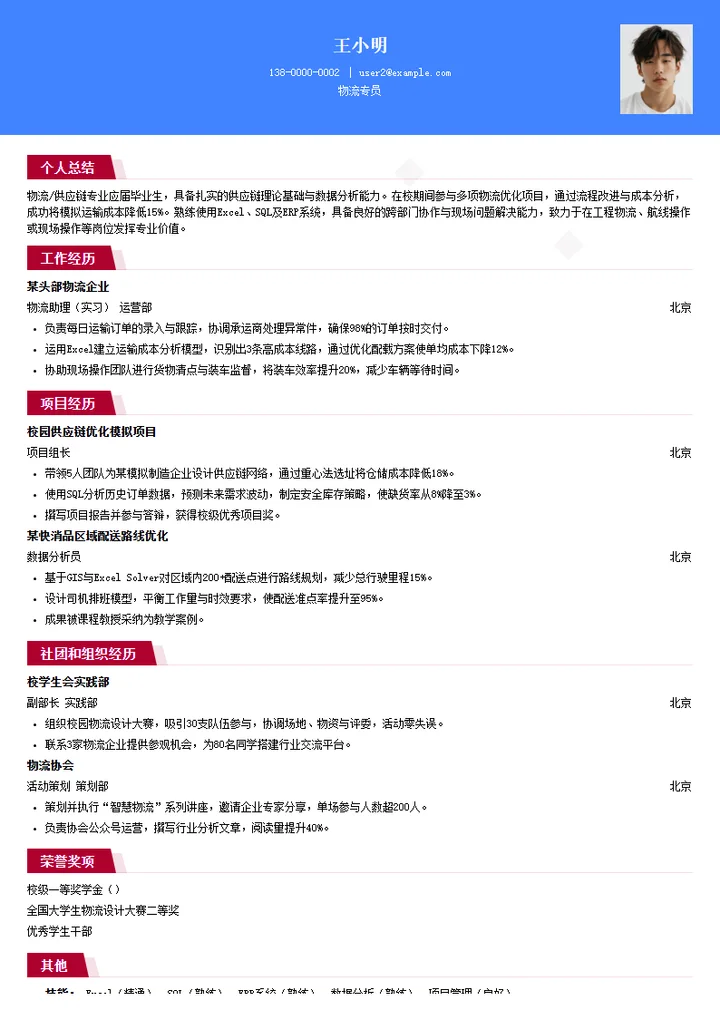 王小明
138-0000-0002 | user2@example.com
物流专员
个人总结
物流/供应链专业应届毕业生，具备扎实的供应链理论基础与数据分析能力。在校期间参与多项物流优化项目，通过流程改进与成本分析，
成功将模拟运输成本降低15%。熟练使用Excel、SQL及ERP系统，具备良好的跨部门协作与现场问题解决能力，致力于在工程物流、航线操作
或现场操作等岗位发挥专业价值。
工作经历
某头部物流企业
物流助理（实习） 运营部 北京
• 负责每日运输订单的录入与跟踪，协调承运商处理异常件，确保98%的订单按时交付。
• 运用Excel建立运输成本分析模型，识别出3条高成本线路，通过优化配载方案使单均成本下降12%。
• 协助现场操作团队进行货物清点与装车监督，将装车效率提升20%，减少车辆等待时间。
项目经历
校园供应链优化模拟项目
项目组长 北京
• 带领5人团队为某模拟制造企业设计供应链网络，通过重心法选址将仓储成本降低18%。
• 使用SQL分析历史订单数据，预测未来需求波动，制定安全库存策略，使缺货率从8%降至3%。
• 撰写项目报告并参与答辩，获得校级优秀项目奖。
某快消品区域配送路线优化
数据分析员 北京
• 基于GIS与Excel Solver对区域内200+配送点进行路线规划，减少总行驶里程15%。
• 设计司机排班模型，平衡工作量与时效要求，使配送准点率提升至95%。
• 成果被课程教授采纳为教学案例。
社团和组织经历
校学生会实践部
副部长 实践部 北京
• 组织校园物流设计大赛，吸引30支队伍参与，协调场地、物资与评委，活动零失误。
• 联系3家物流企业提供参观机会，为80名同学搭建行业交流平台。
物流协会
活动策划 策划部 北京
• 策划并执行“智慧物流”系列讲座，邀请企业专家分享，单场参与人数超200人。
• 负责协会公众号运营，撰写行业分析文章，阅读量提升40%。
荣誉奖项
校级一等奖学金（）
全国大学生物流设计大赛二等奖
优秀学生干部
其他
技能： Excel（精通）、SQL（熟练）、ERP系统（熟练）、数据分析（熟练）、项目管理（良好）